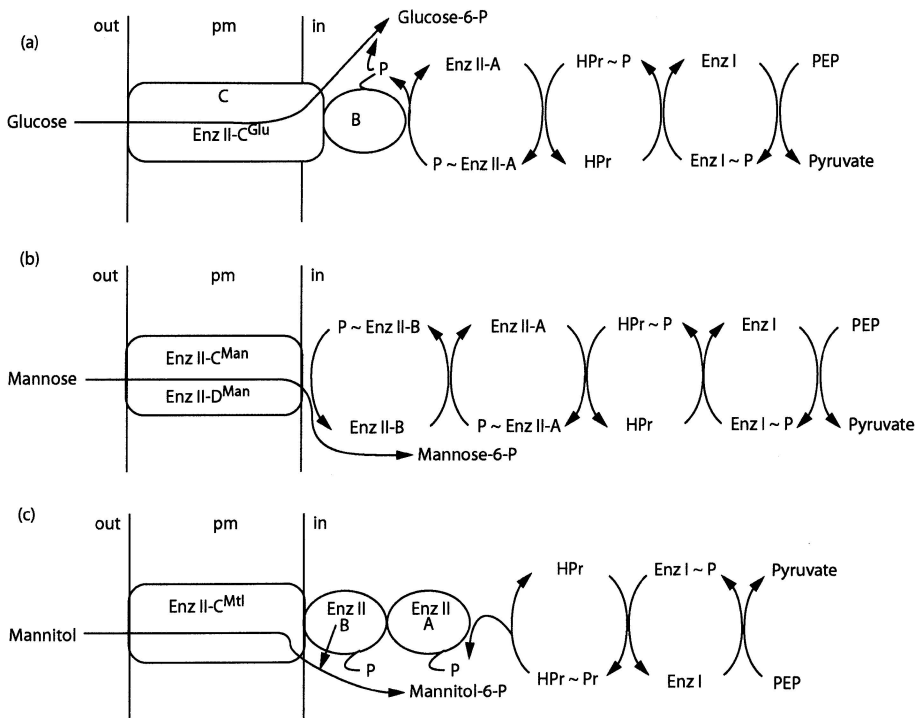 (a)
out pm in
Glucose-6-P
P
Enz II-A HPr ~ P Enz I PEP
C
B
Glucose
Enz II-C^Glu
P ~ Enz II-A HPr Enz I ~ P Pyruvate
(b)
out pm in
P ~ Enz II-B Enz II-A HPr ~ P Enz I PEP
Enz II-C^Man
Mannose
Enz II-D^Man
Enz II-B P ~ Enz II-A HPr Enz I ~ P Pyruvate
Mannose-6-P
(c)
out pm in
HPr Enz I ~ P Pyruvate
Enz II-C^Mtl
Enz II
B
Enz II
A
Mannitol
P P
Mannitol-6-P
HPr ~ Pr Enz I PEP